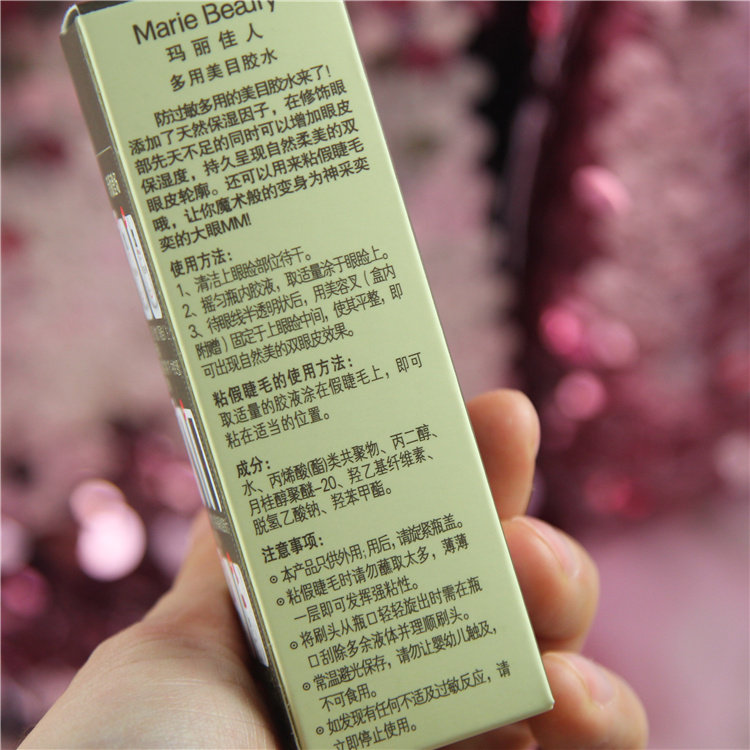 Marie Beauty
玛丽佳人
多用美目胶水
防过敏多用的美目胶水来了!
添加了天然保湿因子，在修饰眼
部先天不足的同时可以增加眼皮
保湿度，持久呈现自然柔美的双
眼皮轮廓。还可以用来粘假睫毛
哦，让你魔术般的变身为神采奕
奕的大眼MM!
使用方法：
1、清洁上眼睑部位待干。
2、摇匀瓶内胶液，取适量涂于眼睑上。
3、待眼线半透明状后，用美容叉（盒内
附赠）固定于上眼睑中间，使其平整，即
可出现自然美的双眼皮效果。
粘假睫毛的使用方法：
取适量的胶液涂在假睫毛上，即可
粘在适当的位置。
成分：
水、丙烯酸(酯)类共聚物、丙二醇、
月桂醇聚醚-20、羟乙基纤维素、
脱氢乙酸钠、羟苯甲酯。
注意事项：
⊙本产品只供外用；用后，请旋紧瓶盖。
⊙粘假睫毛时请勿蘸取太多，薄薄
一层即可发挥强粘性。
⊙将刷头从瓶口轻轻旋出时需在瓶
口刮除多余液体并理顺刷头。
⊙常温避光保存，请勿让婴幼儿触及，
不可食用。
⊙如发现有任何不适及过敏反应，请
立即停止使用。